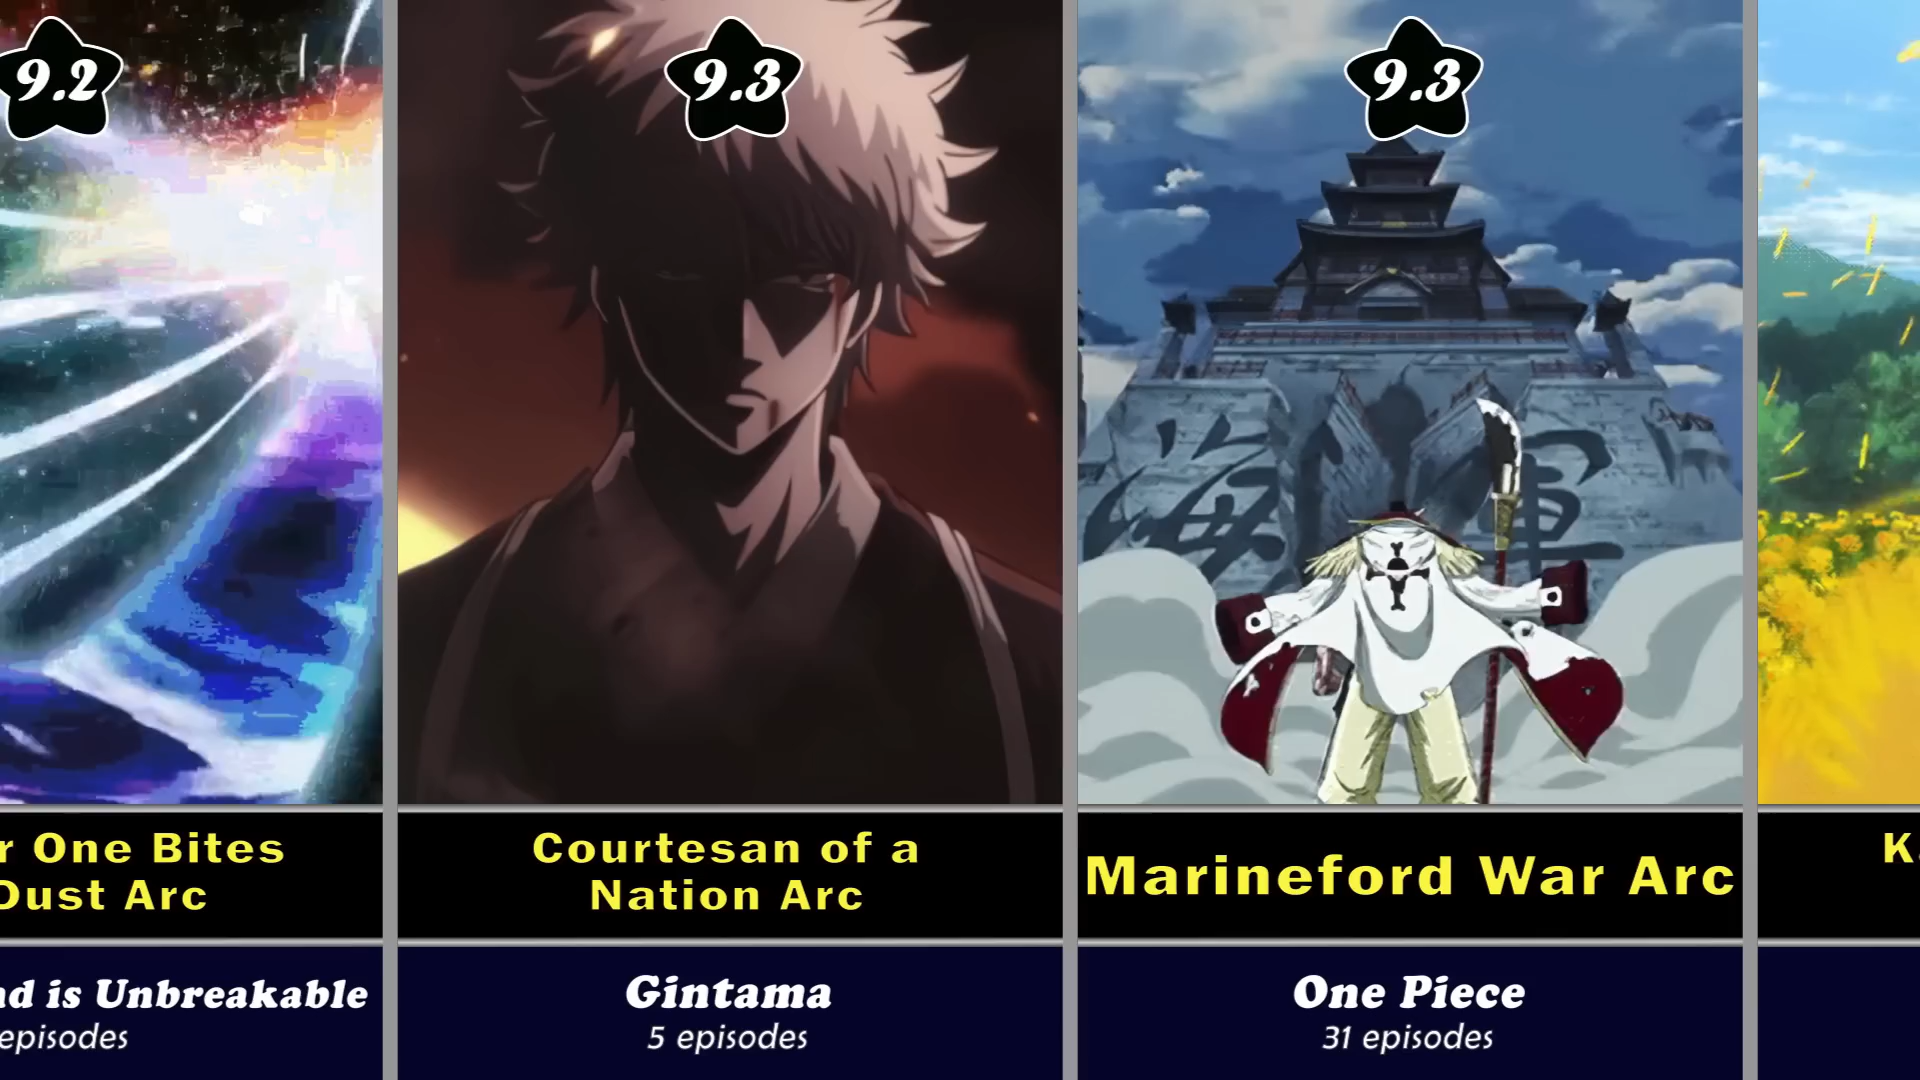 9.2
r One Bites
Dust Arc
nd is Unbreakable
episodes
9.3
Courtesan of a
Nation Arc
Gintama
5 episodes
9.3
海軍
Marineford War Arc
One Piece
31 episodes
K